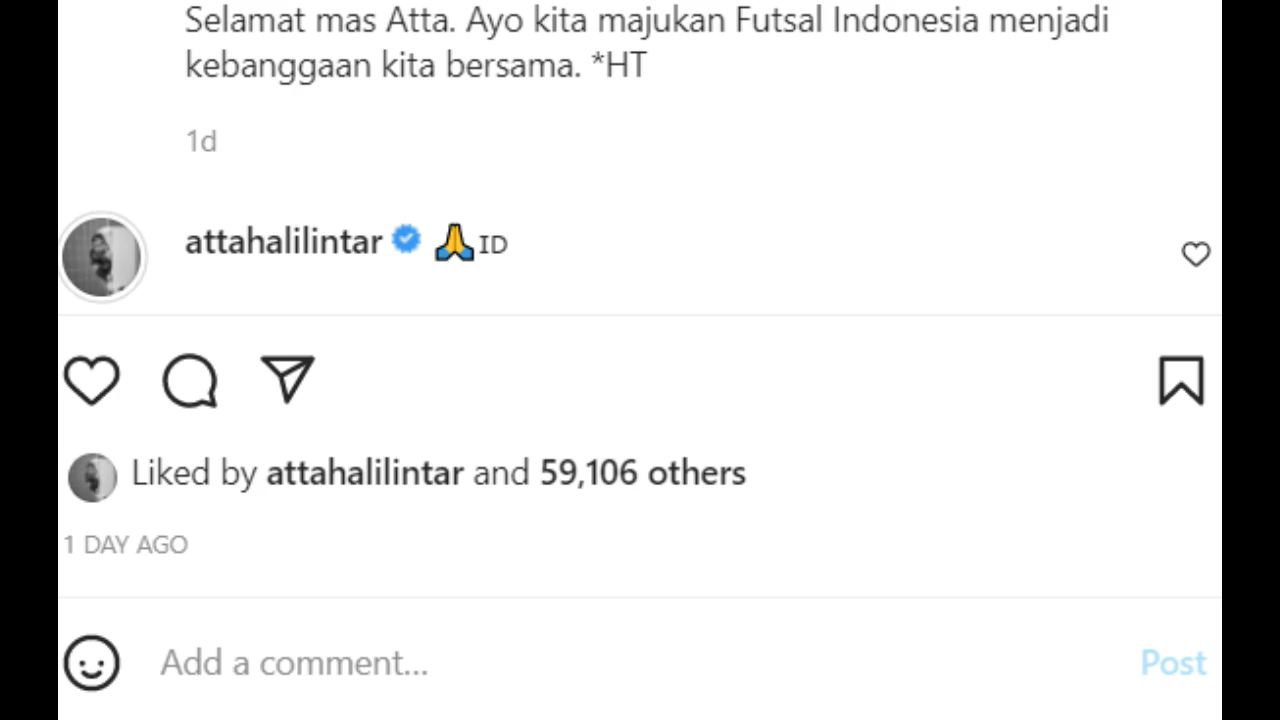 Selamat mas Atta. Ayo kita majukan Futsal Indonesia menjadi
kebanggaan kita bersama. *HT
1d
attahalilintar 🙏ID
Liked by attahalilintar and 59,106 others
1 DAY AGO
Add a comment...
Post